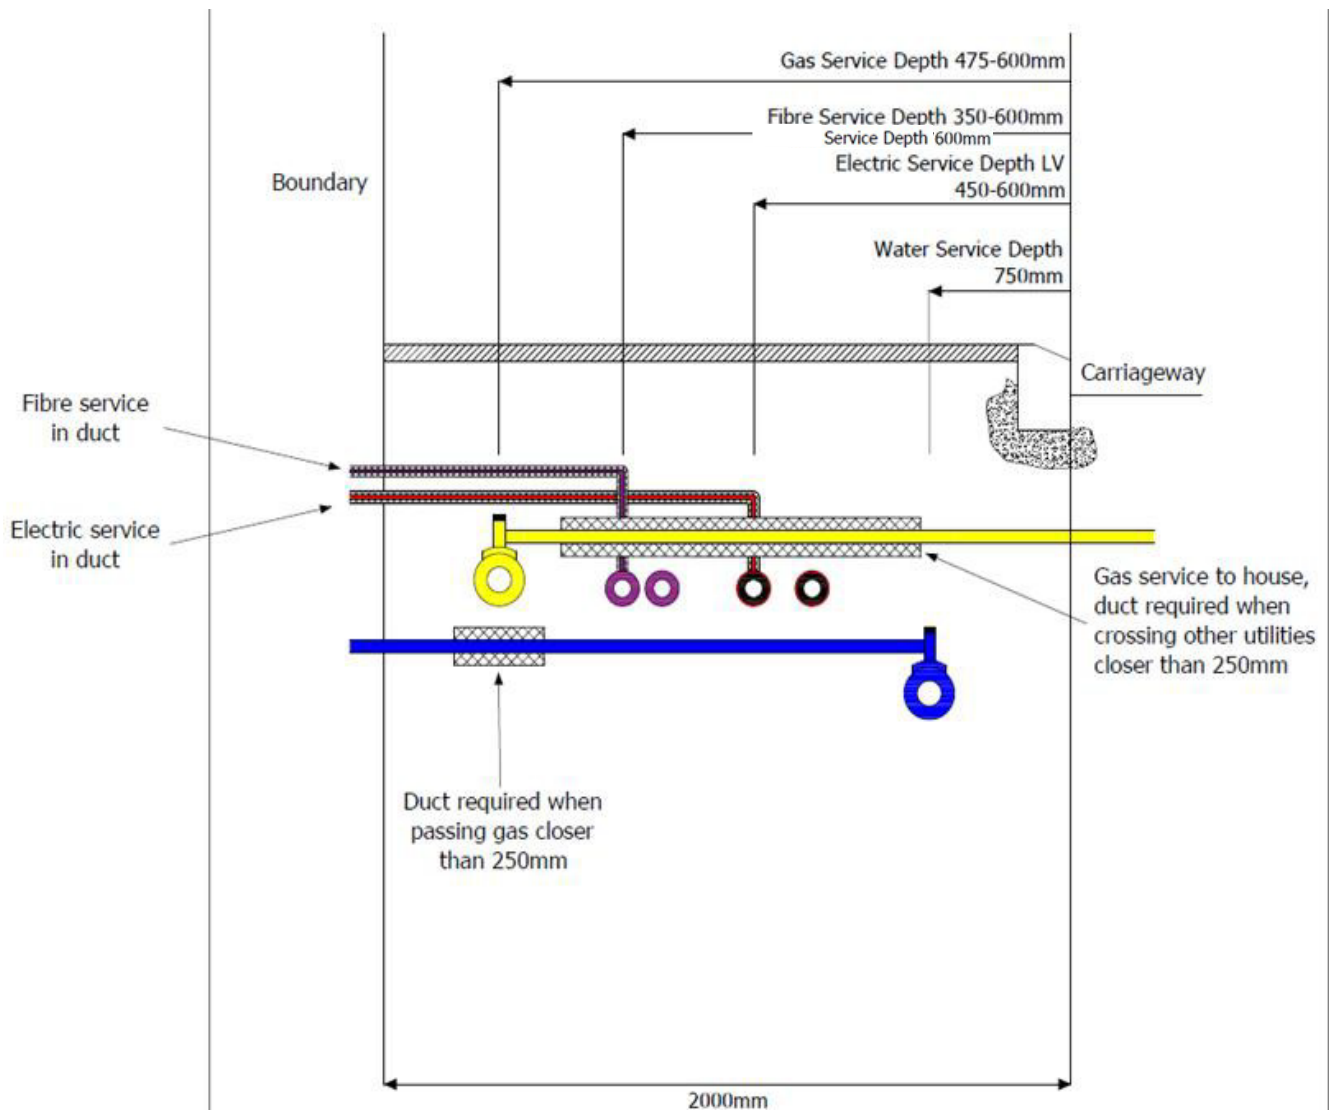 Gas Service Depth 475-600mm
Fibre Service Depth 350-600mm
Service Depth 600mm
Electric Service Depth LV
450-600mm
Boundary
Water Service Depth
750mm
Carriageway
Fibre service
in duct
Electric service
in duct
Gas service to house,
duct required when
crossing other utilities
closer than 250mm
Duct required when
passing gas closer
than 250mm
2000mm